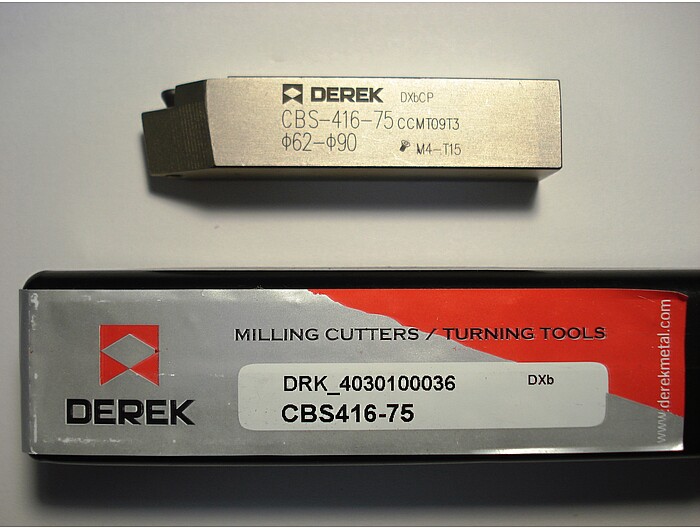 DEREK DXbCP
CBS-416-75 CCMT09T3
Φ62-Φ90 M4-T15
MILLING CUTTERS / TURNING TOOLS
DEREK
DRK_4030100036 DXb
CBS416-75
www.derekmetal.com